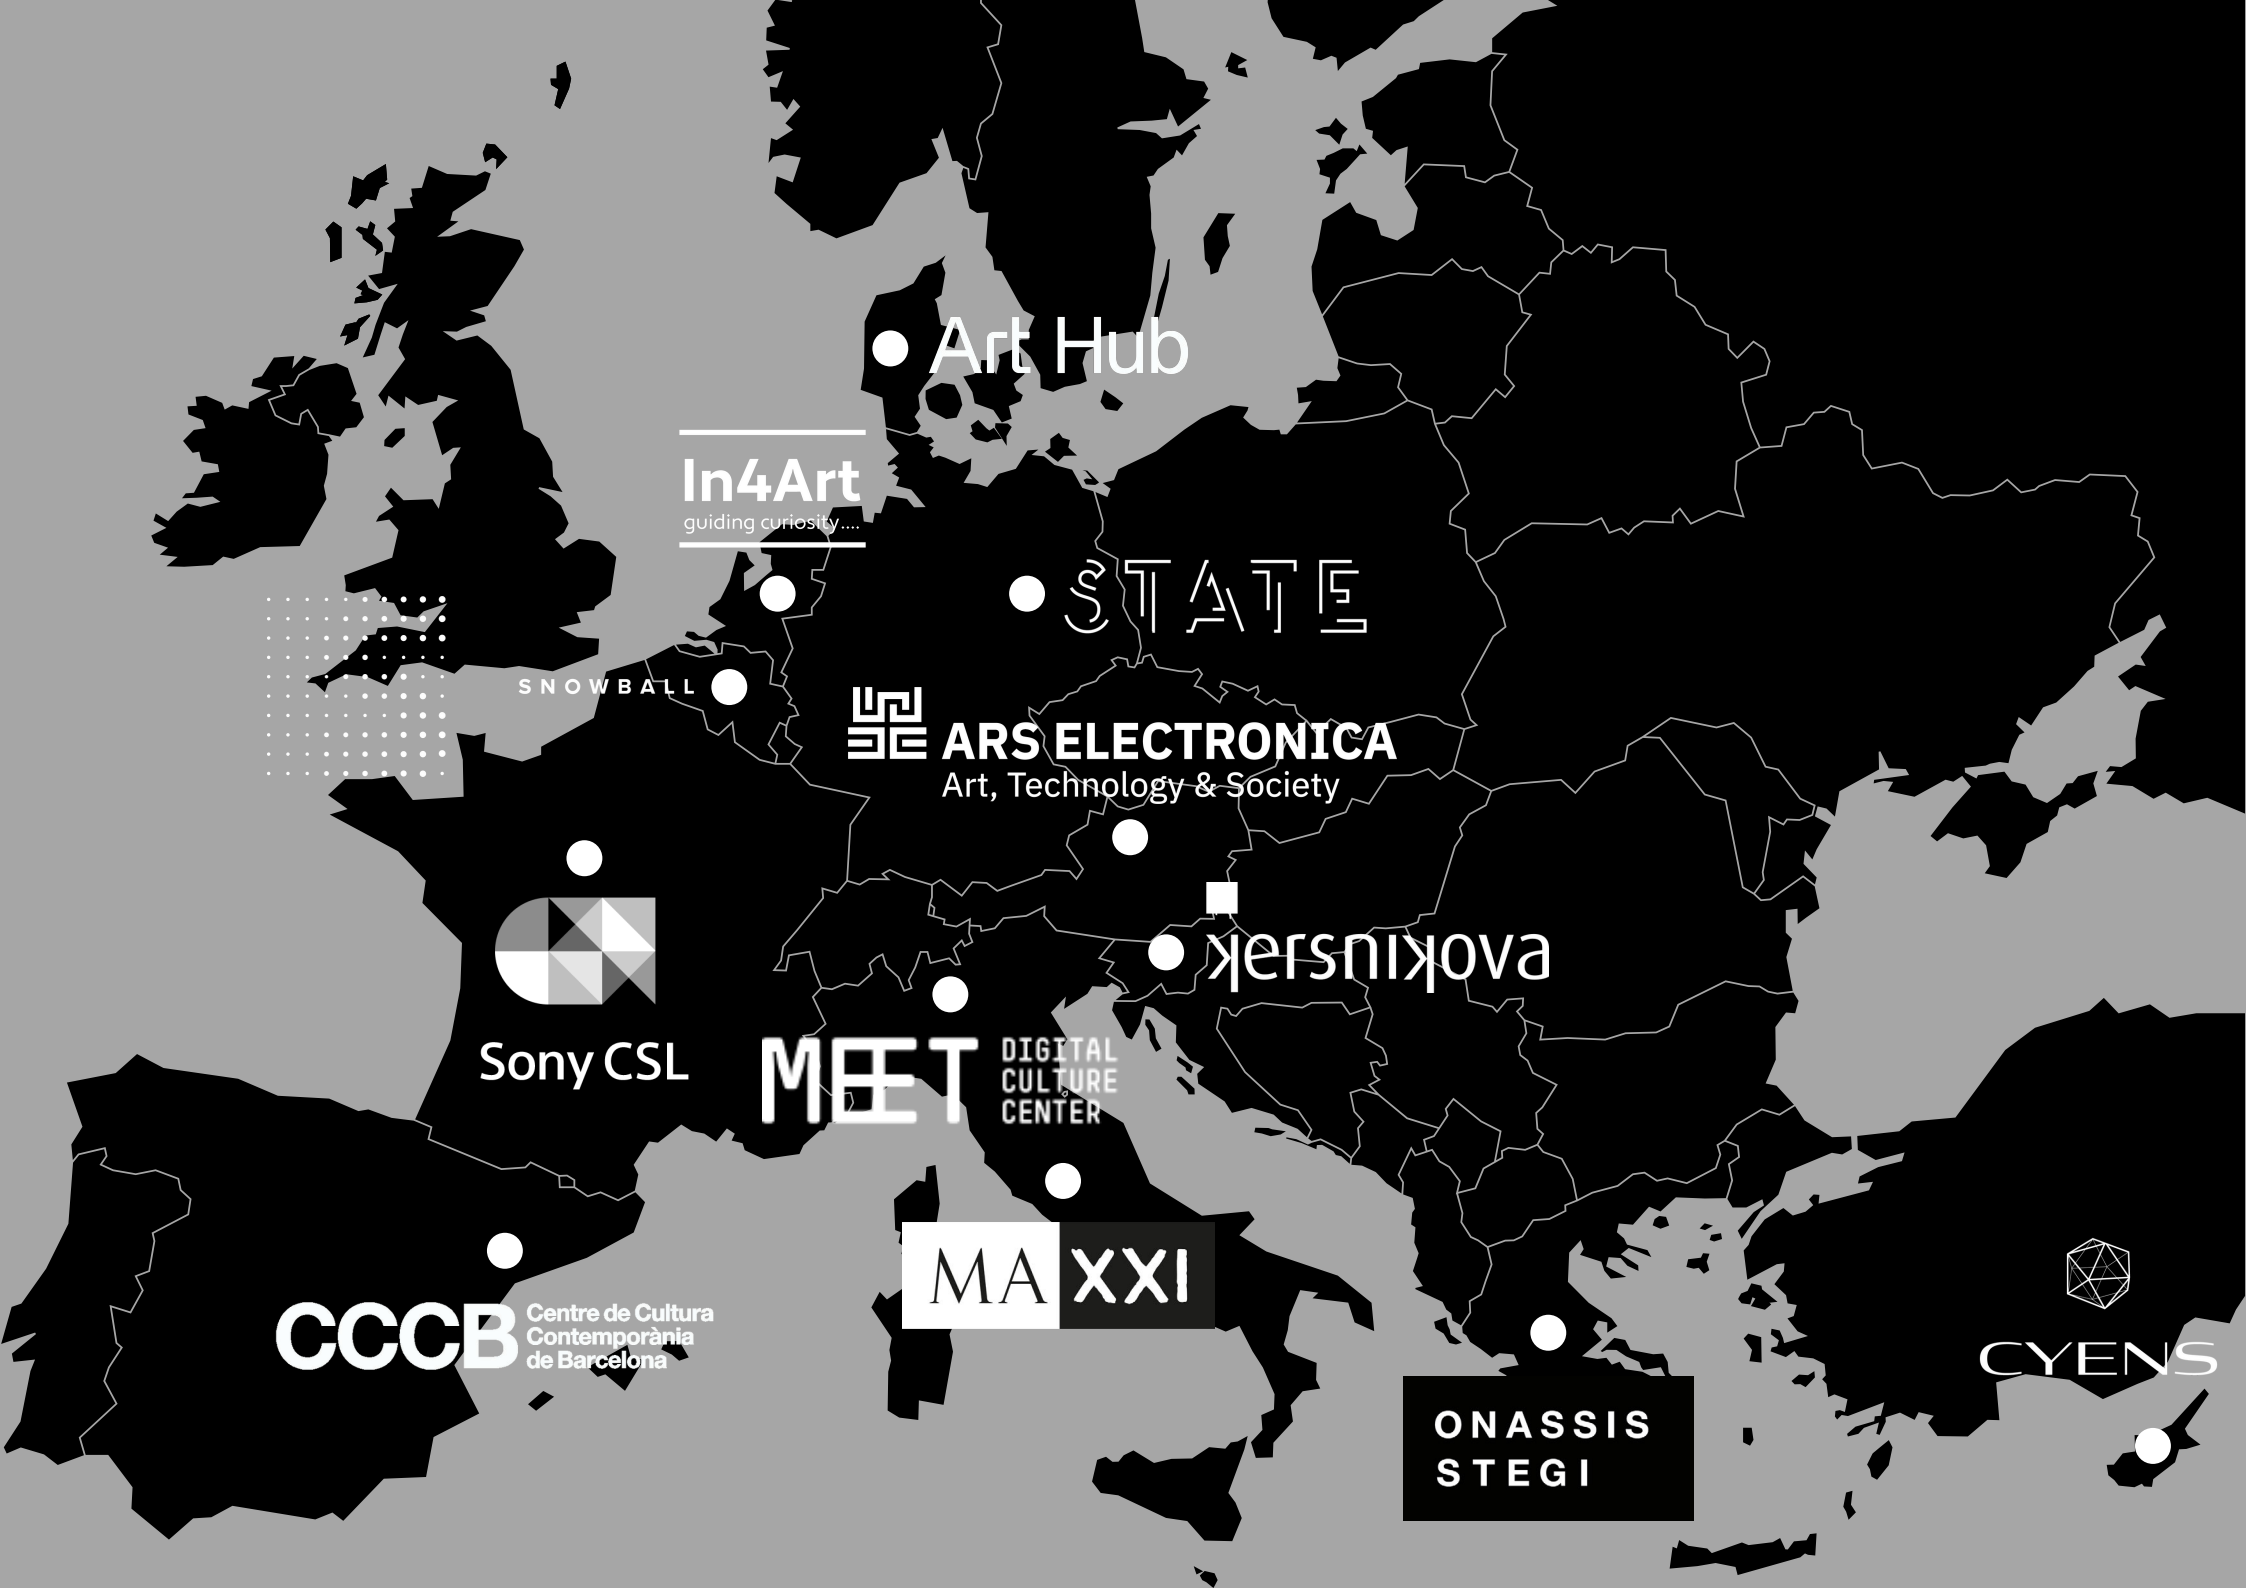 Art Hub
In4Art
guiding curiosity....
STATE
SNOWBALL
ARS ELECTRONICA
Art, Technology & Society
kersnikova
Sony CSL
MEET DIGITAL
CULTURE
CENTER
MAXXI
CCCB Centre de Cultura
Contemporània
de Barcelona
CYENS
ONASSIS
STEGI